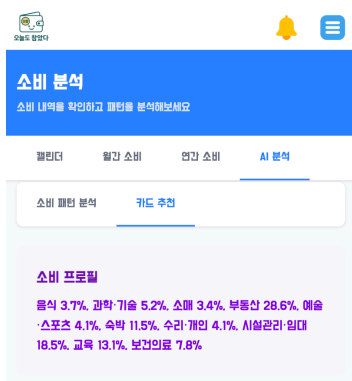 오늘도 참았다
소비 분석
소비 내역을 확인하고 패턴을 분석해보세요
캘린더 월간 소비 연간 소비 AI 분석
소비 패턴 분석 카드 추천
소비 프로필
음식 3.7%, 과학·기술 5.2%, 소매 3.4%, 부동산 28.6%, 예술
·스포츠 4.1%, 숙박 11.5%, 수리·개인 4.1%, 시설관리·임대
18.5%, 교육 13.1%, 보건의료 7.8%